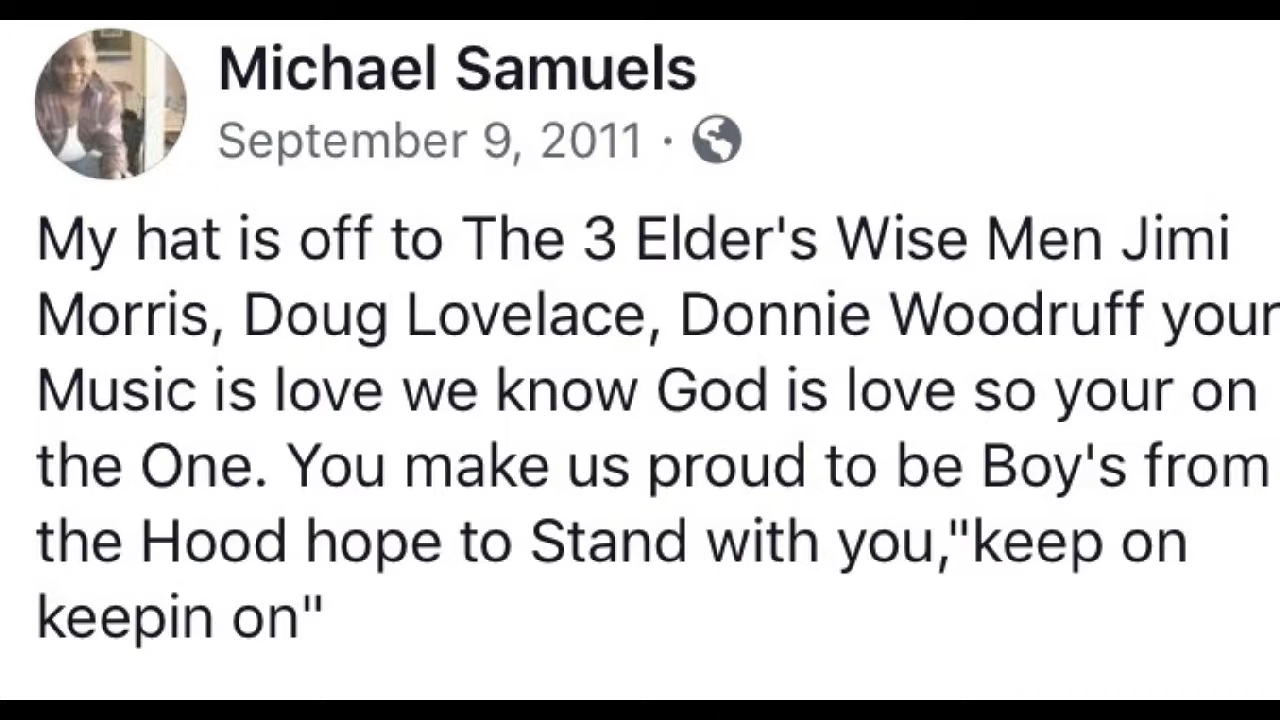 Michael Samuels
September 9, 2011 ·
My hat is off to The 3 Elder's Wise Men Jimi
Morris, Doug Lovelace, Donnie Woodruff your
Music is love we know God is love so your on
the One. You make us proud to be Boy's from
the Hood hope to Stand with you,"keep on
keepin on"